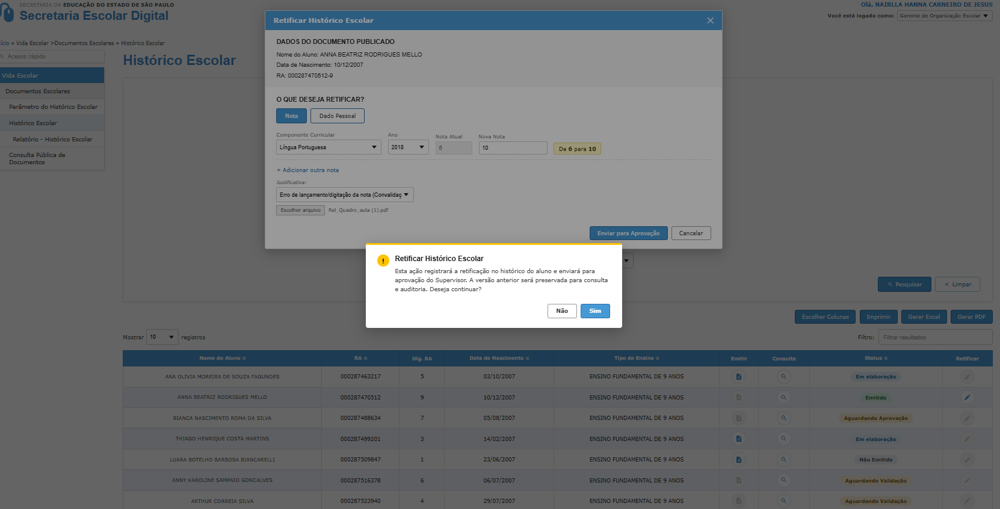 SECRETARIA DA EDUCAÇÃO DO ESTADO DE SÃO PAULO
Secretaria Escolar Digital
Olá, NAIRLLA HANNA CARNEIRO DE JESUS
Você está logado como: Gerente de Organização Escolar
ício » Vida Escolar >Documentos Escolares » Histórico Escolar
Acesso rápido
Vida Escolar
Documentos Escolares
Parâmetro do Histórico Escolar
Histórico Escolar
Relatório - Histórico Escolar
Consulta Pública de
Documentos
Histórico Escolar
Retificar Histórico Escolar
DADOS DO DOCUMENTO PUBLICADO
Nome do Aluno: ANNA BEATRIZ RODRIGUES MELLO
Data de Nascimento: 10/12/2007
RA: 000287470512-9
O QUE DESEJA RETIFICAR?
Nota Dado Pessoal
Componente Curricular Ano Nota Atual Nova Nota
Língua Portuguesa 2018 6 10 De 6 para 10
+ Adicionar outra nota
Justificativa:
Erro de lançamento/digitação da nota (Convalidaç
Escolher arquivo Rel_Quadro_aula (1).pdf
Enviar para Aprovação Cancelar
! Retificar Histórico Escolar
Esta ação registrará a retificação no histórico do aluno e enviará para
aprovação do Supervisor. A versão anterior será preservada para consulta
e auditoria. Deseja continuar?
Não Sim
Pesquisar × Limpar
Escolher Colunas Imprimir Gerar Excel Gerar PDF
Mostrar 10 registros Filtro: Filtrar resultados
Nome do Aluno RA Díg. RA Data de Nascimento Tipo de Ensino Emitir Consulta Status Retificar
ANA OLIVIA MOREIRA DE SOUZA FAGUNDES 000287463217 5 03/10/2007 ENSINO FUNDAMENTAL DE 9 ANOS Em elaboração
ANNA BEATRIZ RODRIGUES MELLO 000287470512 9 10/12/2007 ENSINO FUNDAMENTAL DE 9 ANOS Emitido
BIANCA NASCIMENTO ROMA DA SILVA 000287488634 7 05/08/2007 ENSINO FUNDAMENTAL DE 9 ANOS Aguardando Aprovação
THIAGO HENRIQUE COSTA MARTINS 000287499201 3 14/02/2007 ENSINO FUNDAMENTAL DE 9 ANOS Em elaboração
LUARA BOTELHO BARBOSA BIANCARELLI 000287509847 1 23/06/2007 ENSINO FUNDAMENTAL DE 9 ANOS Não Emitido
ANNY KAROLINE SAMPAIO GONCALVES 000287516378 6 06/07/2007 ENSINO FUNDAMENTAL DE 9 ANOS Aguardando Validação
ARTHUR CORREIA SILVA 000287523940 4 29/07/2007 ENSINO FUNDAMENTAL DE 9 ANOS Aguardando Validação